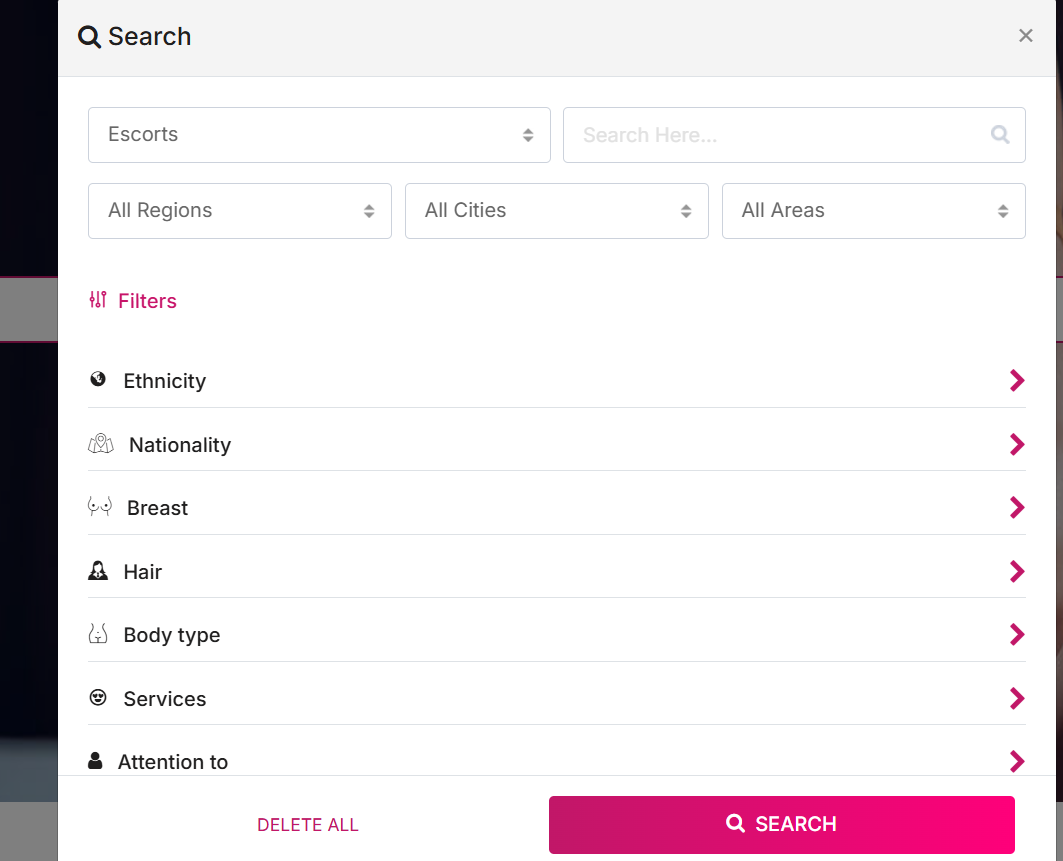 Search
Escorts
Search Here...
All Regions
All Cities
All Areas
Filters
Ethnicity
Nationality
Breast
Hair
Body type
Services
Attention to
DELETE ALL
SEARCH